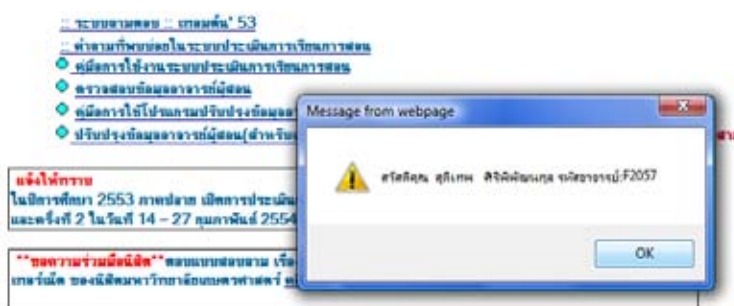 :: ระบบถามตอบ :: เทอมต้น' 53
:: คำถามที่พบบ่อยในระบบประเมินการเรียนการสอน
คู่มือการใช้งานระบบประเมินการเรียนการสอน
ตรวจสอบข้อมูลอาจารย์ผู้สอน
คู่มือการใช้โปรแกรมปรับปรุงข้อมูลอา
ปรับปรุงข้อมูลอาจารย์ผู้สอน(สำหรับ
Message from webpage
สวัสดีคุณ สุกิเทพ รหัสอาจารย์:F2057
OK
แจ้งให้ทราบ
ในปีการศึกษา 2553 ภาคปลาย เปิดการประเมิน
และครั้งที่ 2 ในวันที่ 14 – 27 กุมภาพันธ์ 2554
**ขอความร่วมมือนิสิต** ตอบแบบสอบถาม เรื่อ
เทอร์เน็ต ของนิสิตมหาวิทยาลัยเกษตรศาสตร์